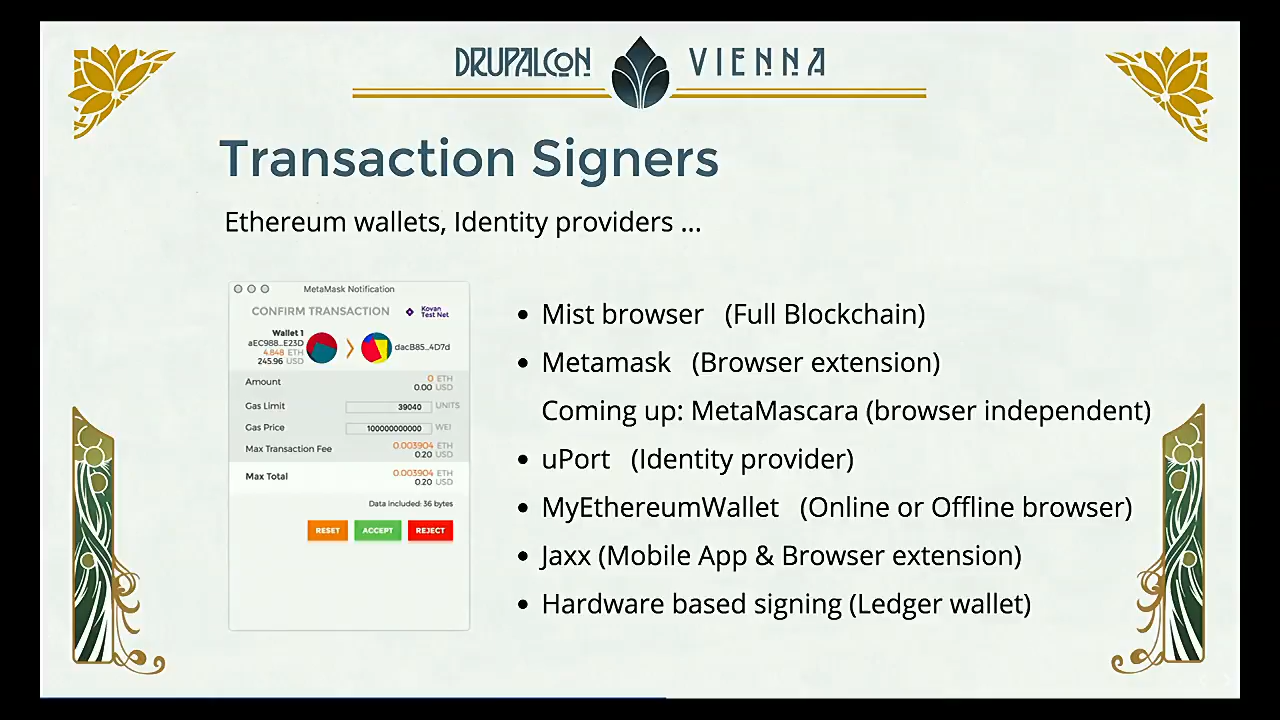 DRUPALCON VIENNA
Transaction Signers
Ethereum wallets, Identity providers ...
MetaMask Notification
CONFIRM TRANSACTION
Kovan
Test Net
Wallet 1
aEC988...E23D
4.848 ETH
245.96 USD
dacB85...4D7d
Amount
0 ETH
0.00 USD
Gas Limit
39040 UNITS
Gas Price
100000000000 WEI
Max Transaction Fee
0.003904 ETH
0.20 USD
Max Total
0.003904 ETH
0.20 USD
Data included: 36 bytes
RESET ACCEPT REJECT
• Mist browser (Full Blockchain)
• Metamask (Browser extension)
Coming up: MetaMascara (browser independent)
• uPort (Identity provider)
• MyEthereumWallet (Online or Offline browser)
• Jaxx (Mobile App & Browser extension)
• Hardware based signing (Ledger wallet)